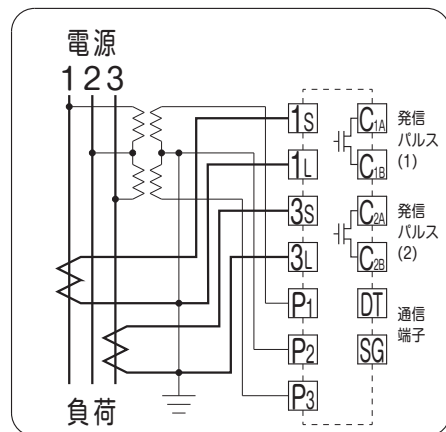 電源
1 2 3
1S
1L
3S
3L
P1
P2
P3
C1A
C1B
発信
パルス
(1)
C2A
C2B
発信
パルス
(2)
DT
SG
通信
端子
負荷